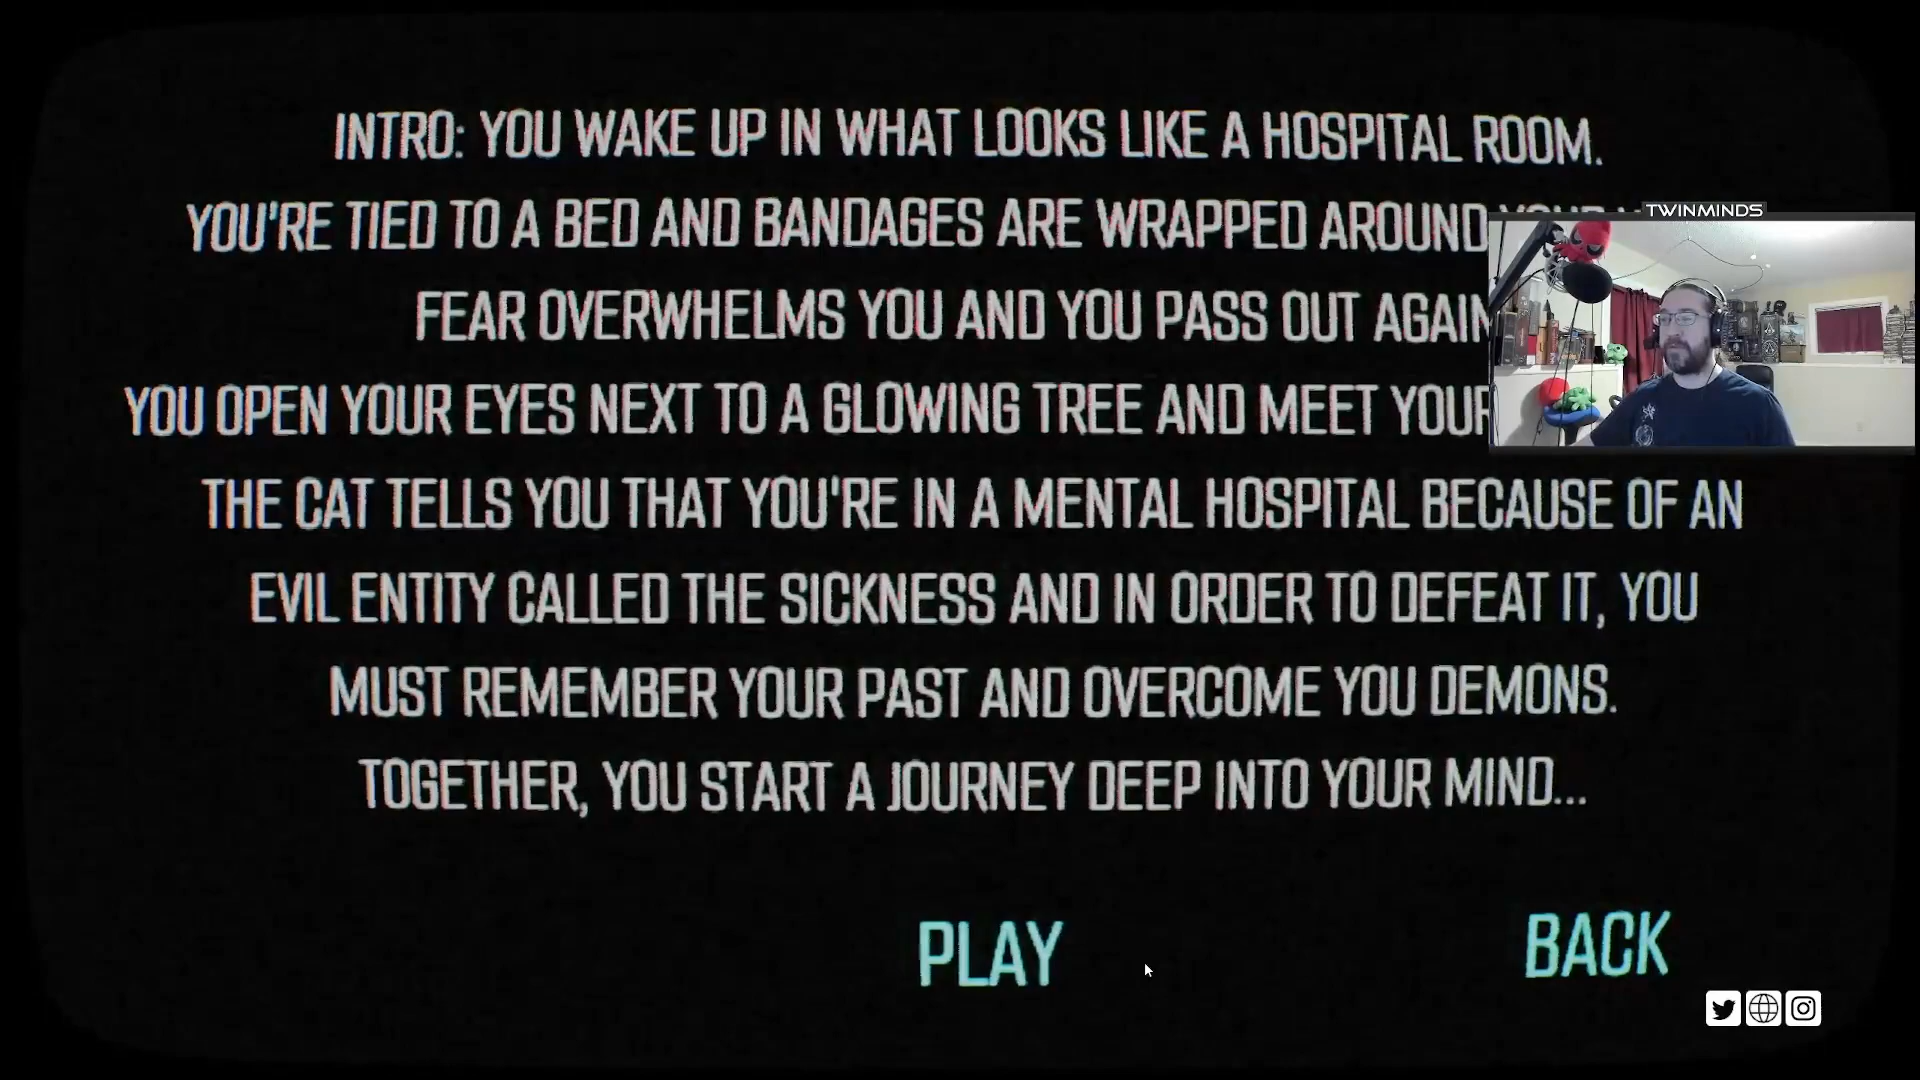 INTRO: YOU WAKE UP IN WHAT LOOKS LIKE A HOSPITAL ROOM.
YOU'RE TIED TO A BED AND BANDAGES ARE WRAPPED AROUND YOUR
TWINMINDS
FEAR OVERWHELMS YOU AND YOU PASS OUT AGAIN
YOU OPEN YOUR EYES NEXT TO A GLOWING TREE AND MEET YOUR
THE CAT TELLS YOU THAT YOU'RE IN A MENTAL HOSPITAL BECAUSE OF AN
EVIL ENTITY CALLED THE SICKNESS AND IN ORDER TO DEFEAT IT, YOU
MUST REMEMBER YOUR PAST AND OVERCOME YOU DEMONS.
TOGETHER, YOU START A JOURNEY DEEP INTO YOUR MIND...
PLAY
BACK